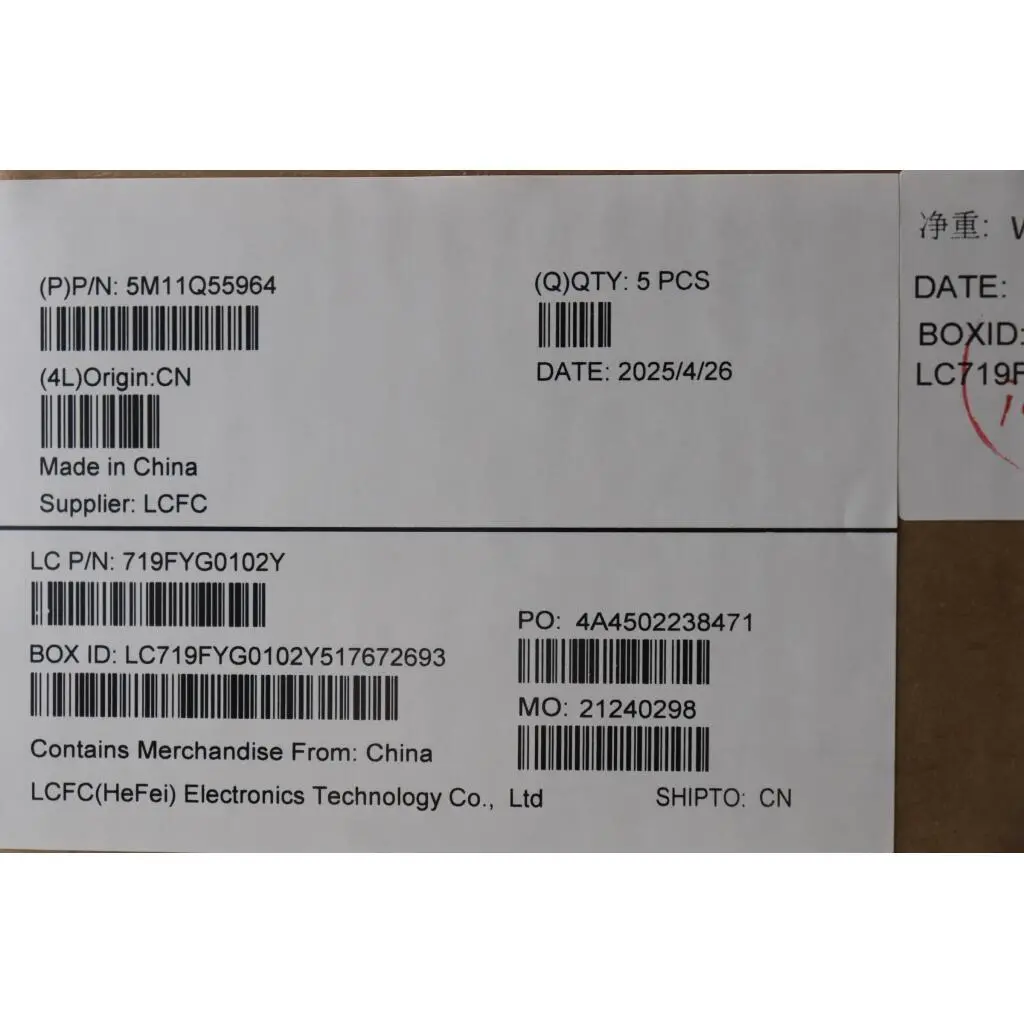 (P)P/N: 5M11Q55964
(Q)QTY: 5 PCS
(4L)Origin:CN
DATE: 2025/4/26
Made in China
Supplier: LCFC
LC P/N: 719FYG0102Y
PO: 4A4502238471
BOX ID: LC719FYG0102Y517672693
MO: 21240298
Contains Merchandise From: China
LCFC(HeFei) Electronics Technology Co., Ltd
SHIPTO: CN
净重:
DATE:
BOXID:
LC719F